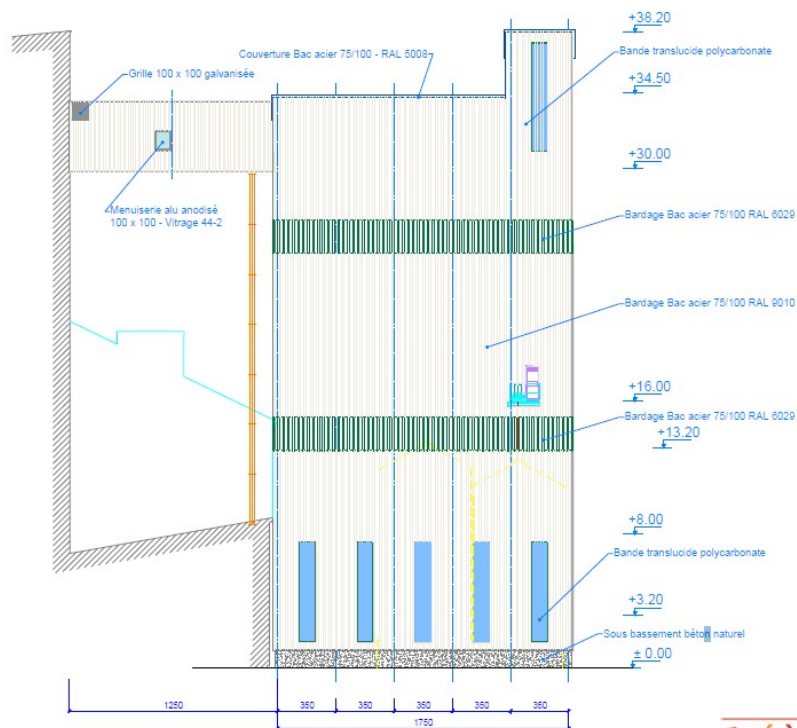 +38.20
Couverture Bac acier 75/100 - RAL 5008
Bande translucide polycarbonate
Grille 100 x 100 galvanisée
+34.50
+30.00
Menuiserie alu anodisé
100 x 100 - Vitrage 44-2
Bardage Bac acier 75/100 RAL 6029
Bardage Bac acier 75/100 RAL 9010
+16.00
Bardage Bac acier 75/100 RAL 6029
+13.20
+8.00
Bande translucide polycarbonate
+3.20
Sous bassement béton naturel
± 0.00
1250
350
350
350
350
350
1750